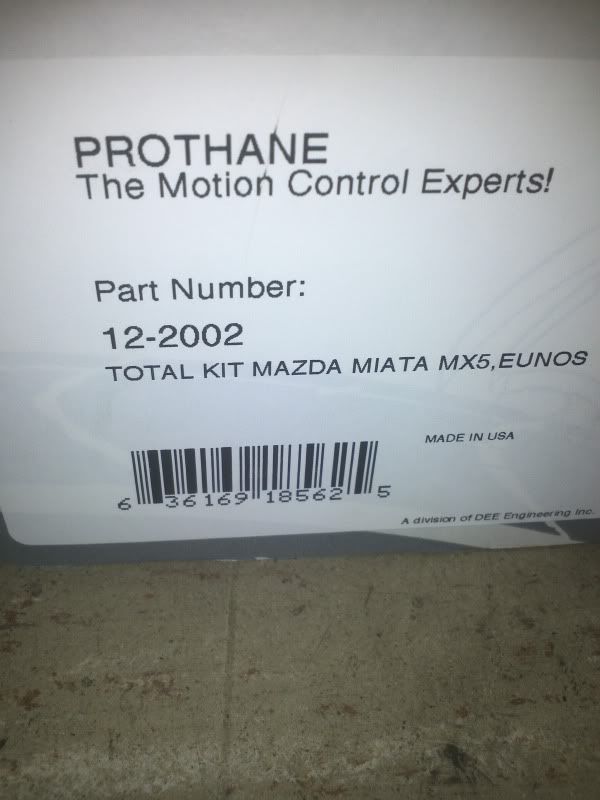 PROTHANE
The Motion Control Experts!
Part Number:
12-2002
TOTAL KIT MAZDA MIATA MX5,EUNOS
MADE IN USA
6 36169 18562 5
A division of DEE Engineering Inc.